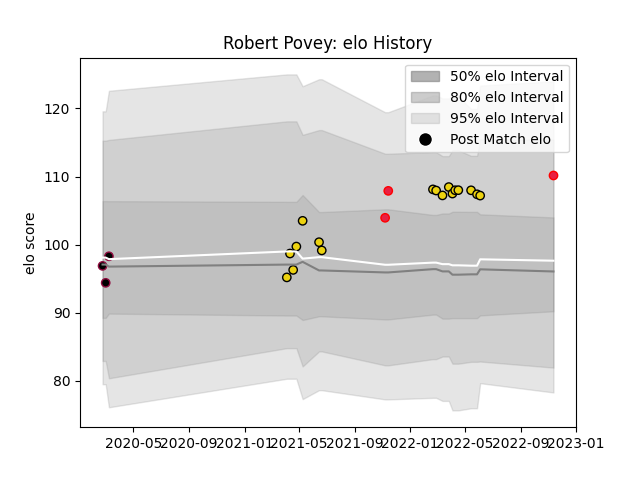 Robert Povey: elo History
50% elo Interval
80% elo Interval
95% elo Interval
Post Match elo
elo score
120
110
100
90
80
2020-05 2020-09 2021-01 2021-05 2021-09 2022-01 2022-05 2022-09 2023-01